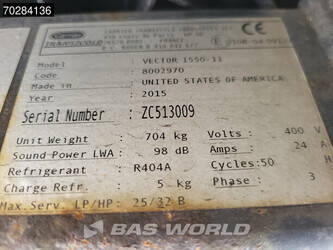 70284136
TRANSICOLD
FRANCE
Model : VECTOR 1550-11
Code : 8002970
Made in : UNITED STATES OF AMERICA
Year : 2015
Serial Number : ZC513009
Unit Weight : 704 kg Volts : 400 V
Sound Power LWA : 98 dB Amps : 24 A
Refrigerant : R404A Cycles:50 H
Charge Refr. : 5 kg Phase : 3
Max. Serv. LP/HP: 25/32 B
BAS WORLD